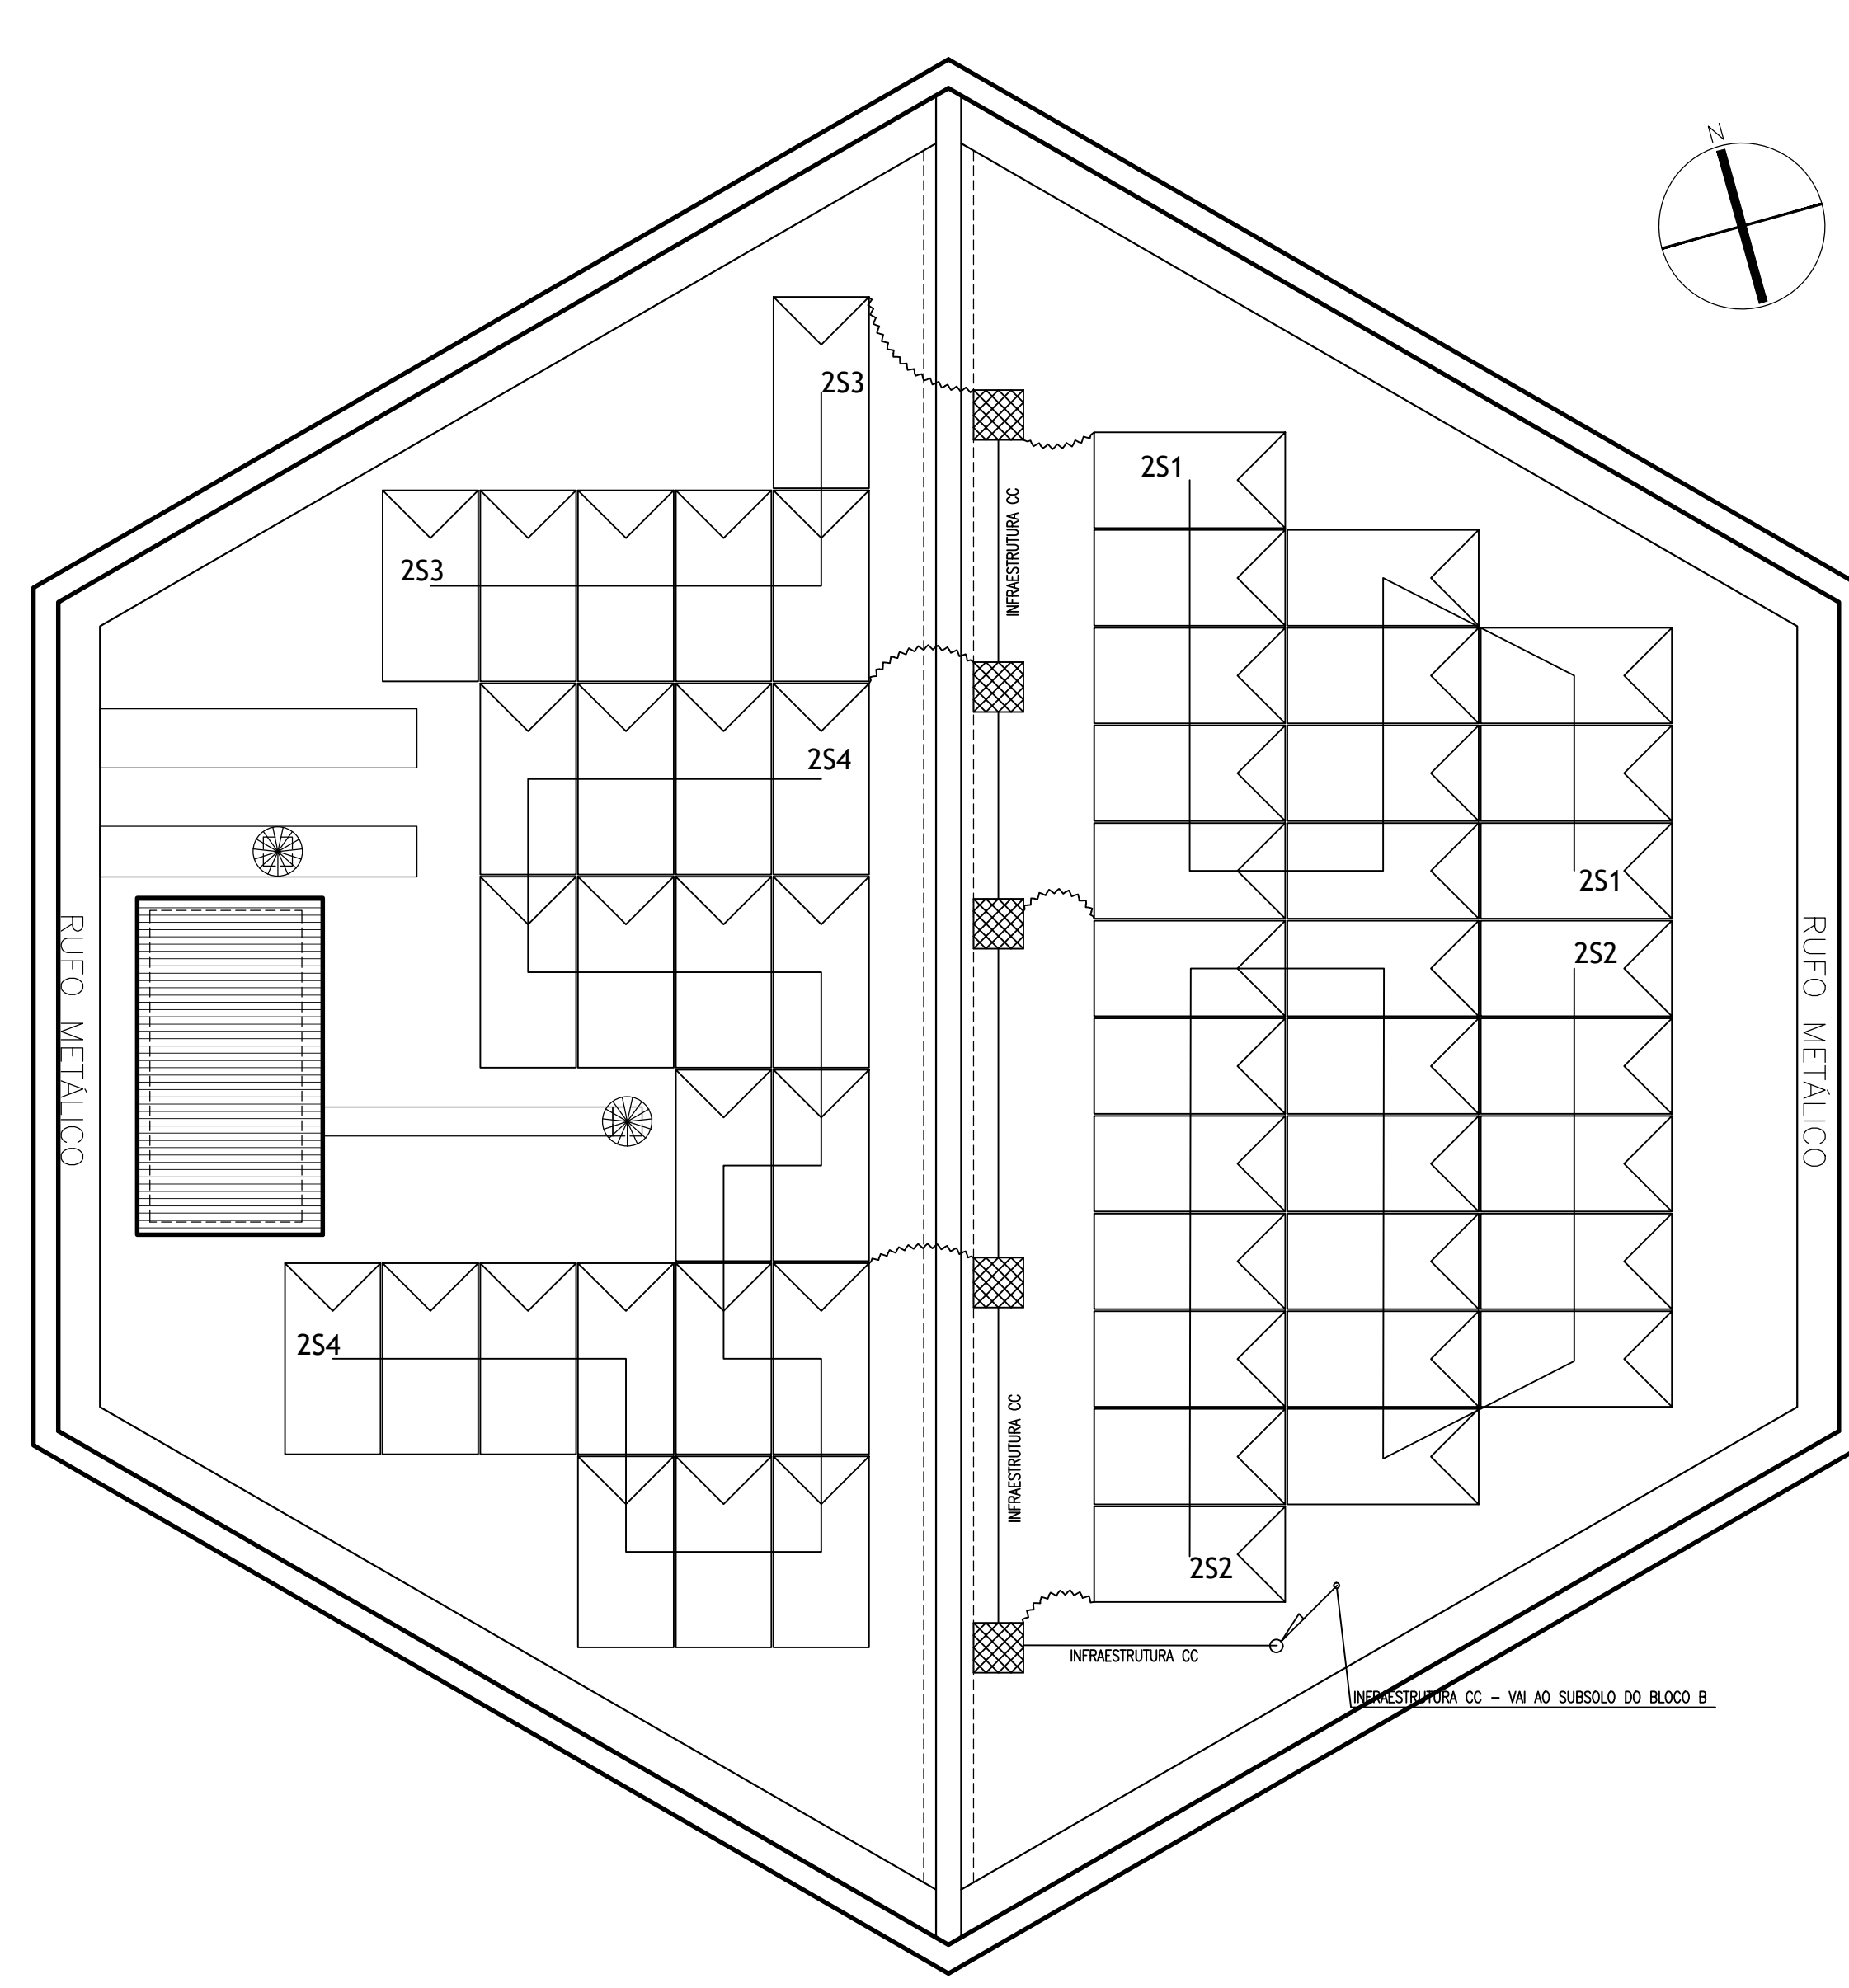 N
2S3
2S1
INFRAESTRUTURA CC
2S3
2S4
2S1
RUFO METÁLICO
2S2
RUFO METÁLICO
2S4
INFRAESTRUTURA CC
2S2
INFRAESTRUTURA CC
INFRAESTRUTURA CC – VAI AO SUBSOLO DO BLOCO B